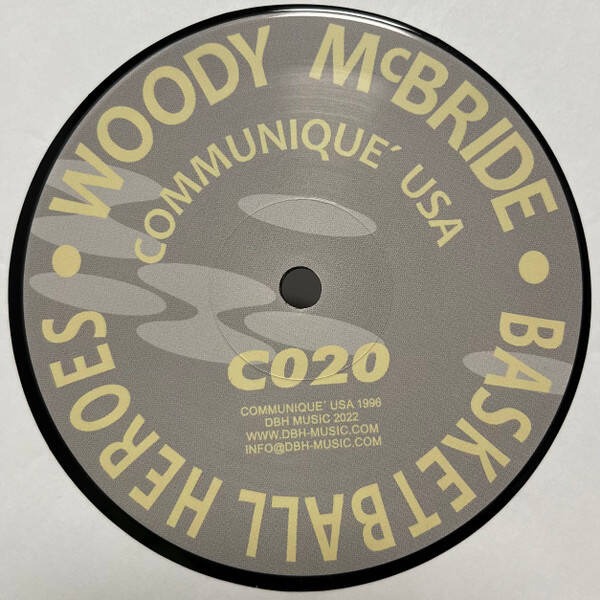 WOODY McBRIDE • BASKETBALL HEROES •
COMMUNIQUE´ USA
C020
COMMUNIQUE´ USA 1996
DBH MUSIC 2022
WWW.DBH-MUSIC.COM
INFO@DBH-MUSIC.COM